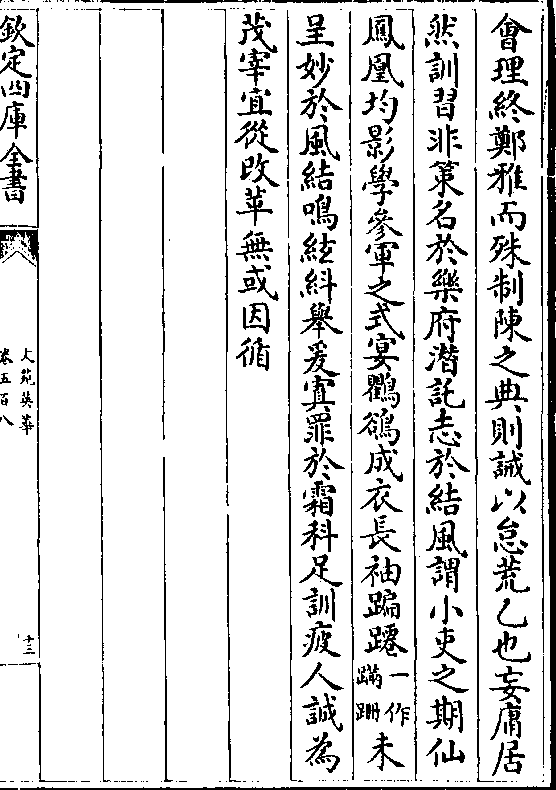 會理終鄭雅而殊制陳之典則誡以怠荒乙也妄庸居
然訓習非策名於樂府潛託志於結風謂小吏之期仙
鳳凰均影學參軍之式宴鸜鵒成衣長袖蹁躚一作蹣跚未
呈妙於風結鳴絃糾舉爰寘罪於霜科足訓疲人誠為
茂宰宜從改革無或因循
欽定四庫全書
文苑英華
卷五百八
十三